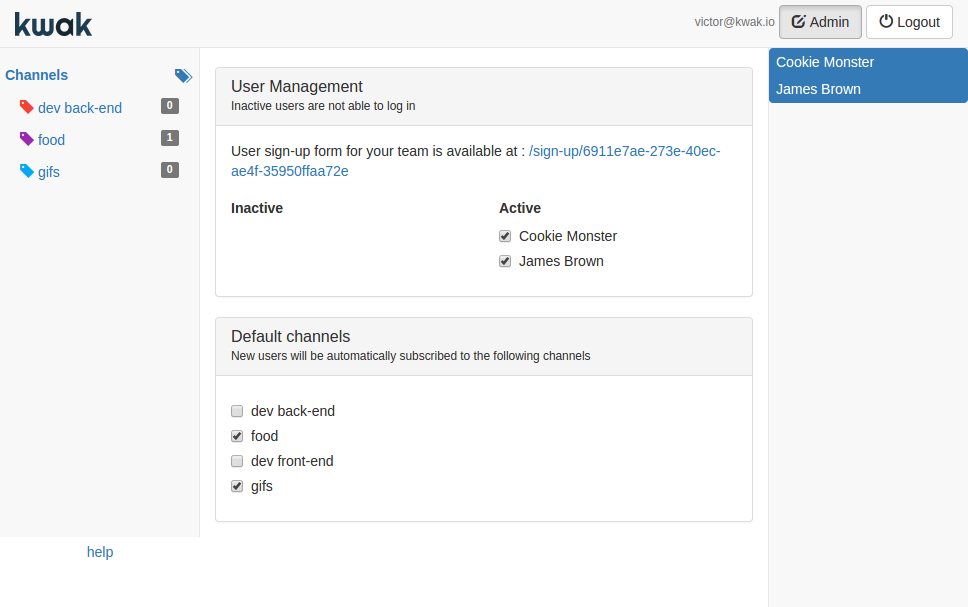 kwak
victor@kwak.io
Admin
Logout
Channels
dev back-end 0
food 1
gifs 0
help
User Management
Inactive users are not able to log in
User sign-up form for your team is available at : /sign-up/6911e7ae-273e-40ec-
ae4f-35950ffaa72e
Inactive
Active
Cookie Monster
James Brown
Default channels
New users will be automatically subscribed to the following channels
dev back-end
food
dev front-end
gifs
Cookie Monster
James Brown